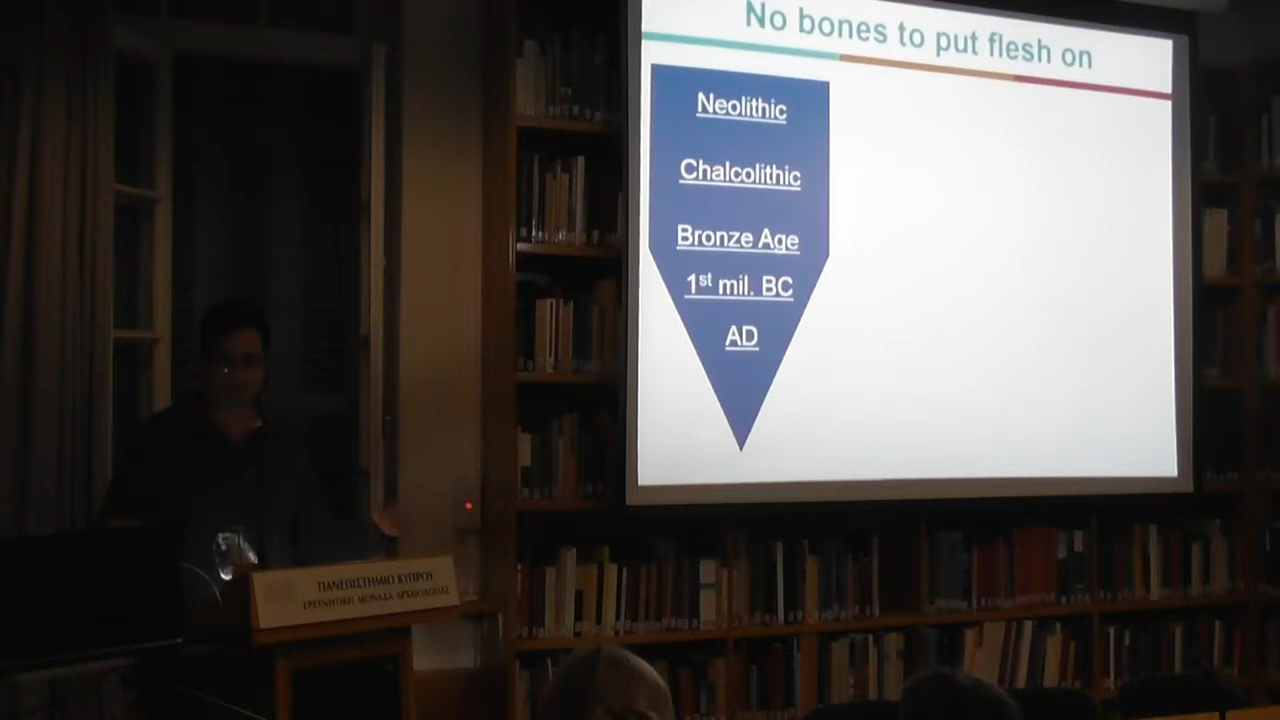 No bones to put flesh on
Neolithic
Chalcolithic
Bronze Age
1st mil. BC
AD
ΠΑΝΕΠΙΣΤΗΜΙΟ ΚΥΠΡΟΥ
ΕΡΕΥΝΗΤΙΚΗ ΜΟΝΑΔΑ ΑΡΧΑΙΟΛΟΓΙΑΣ